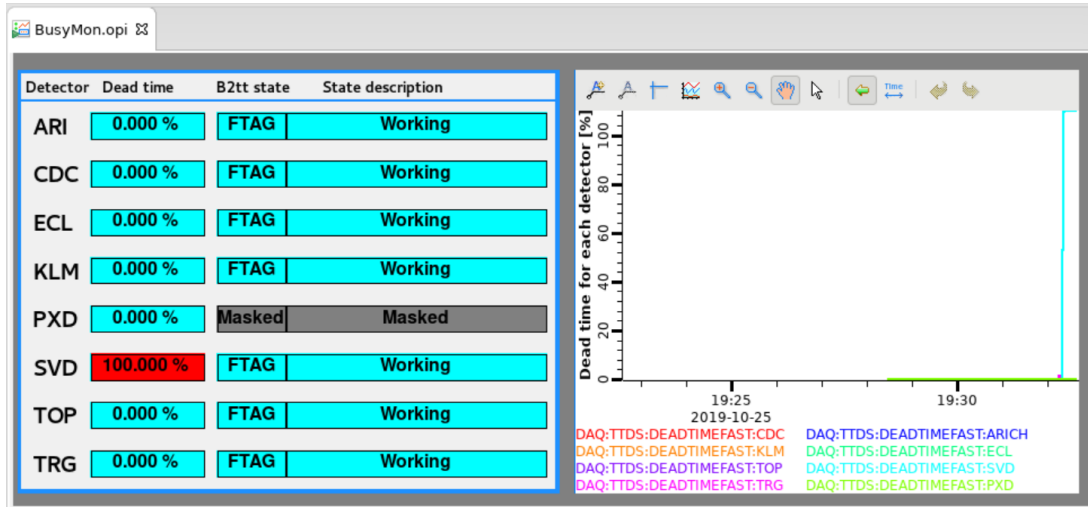 BusyMon.opi
Detector Dead time B2tt state State description
ARI 0.000 % FTAG Working
CDC 0.000 % FTAG Working
ECL 0.000 % FTAG Working
KLM 0.000 % FTAG Working
PXD 0.000 % Masked Masked
SVD 100.000 % FTAG Working
TOP 0.000 % FTAG Working
TRG 0.000 % FTAG Working
Time
Dead time for each detector [%]
100
80
60
40
20
0
19:25 19:30
2019-10-25
DAQ:TTDS:DEADTIMEFAST:CDC DAQ:TTDS:DEADTIMEFAST:ARICH
DAQ:TTDS:DEADTIMEFAST:KLM DAQ:TTDS:DEADTIMEFAST:ECL
DAQ:TTDS:DEADTIMEFAST:TOP DAQ:TTDS:DEADTIMEFAST:SVD
DAQ:TTDS:DEADTIMEFAST:TRG DAQ:TTDS:DEADTIMEFAST:PXD